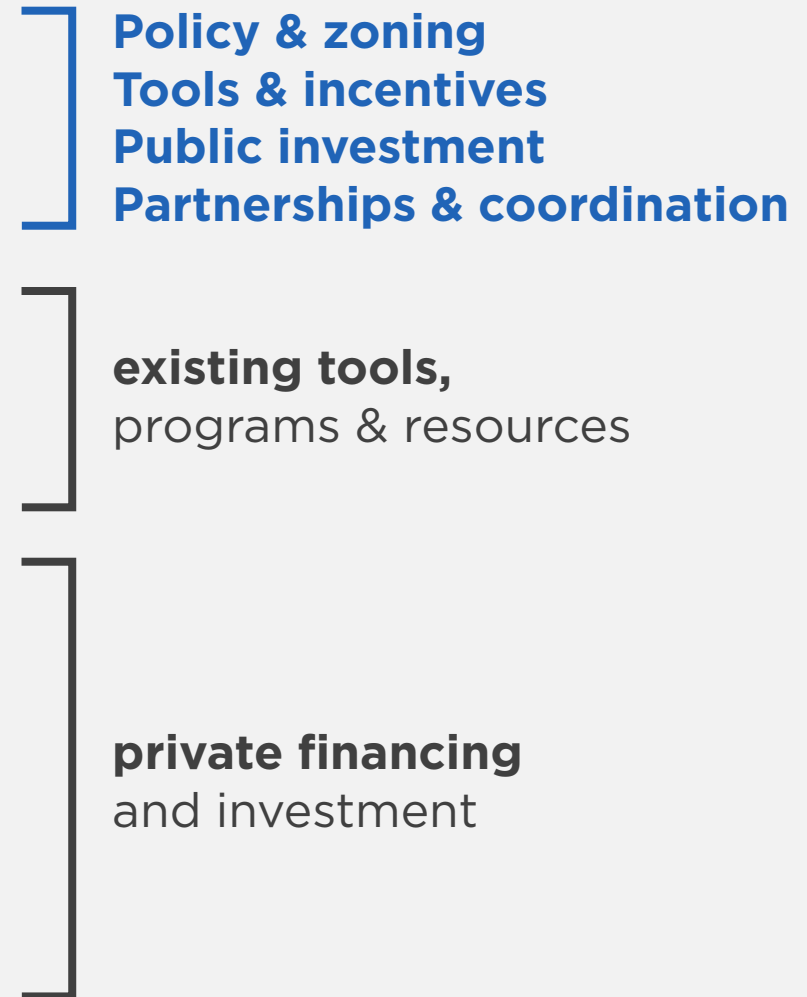 Policy & zoning
Tools & incentives
Public investment
Partnerships & coordination
existing tools,
programs & resources
private financing
and investment